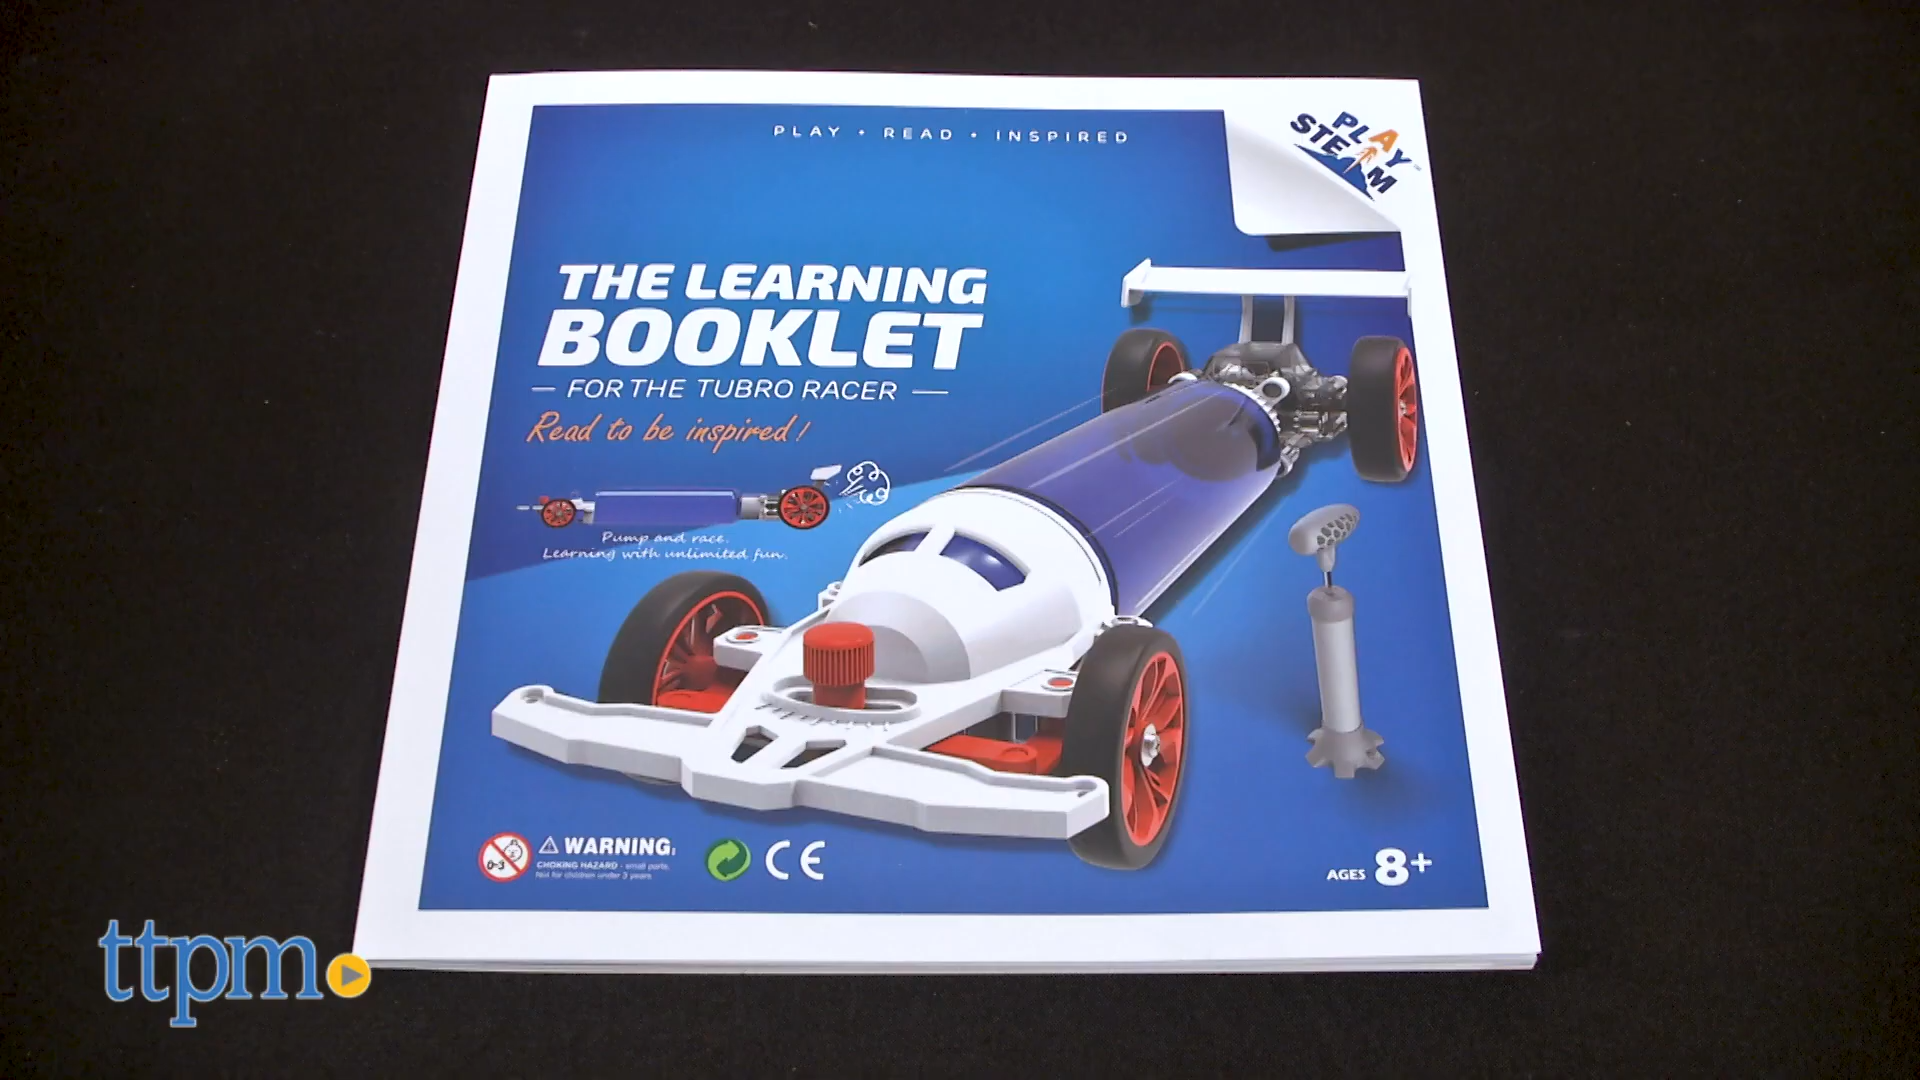 PLAY • READ • INSPIRED
PLAY
STEAM
THE LEARNING
BOOKLET
— FOR THE TUBRO RACER —
Read to be inspired!
Pump and race.
Learning with unlimited fun.
0-3
WARNING:
CHOKING HAZARD - small parts.
Not for children under 3 years.
CE
AGES 8+
ttpm